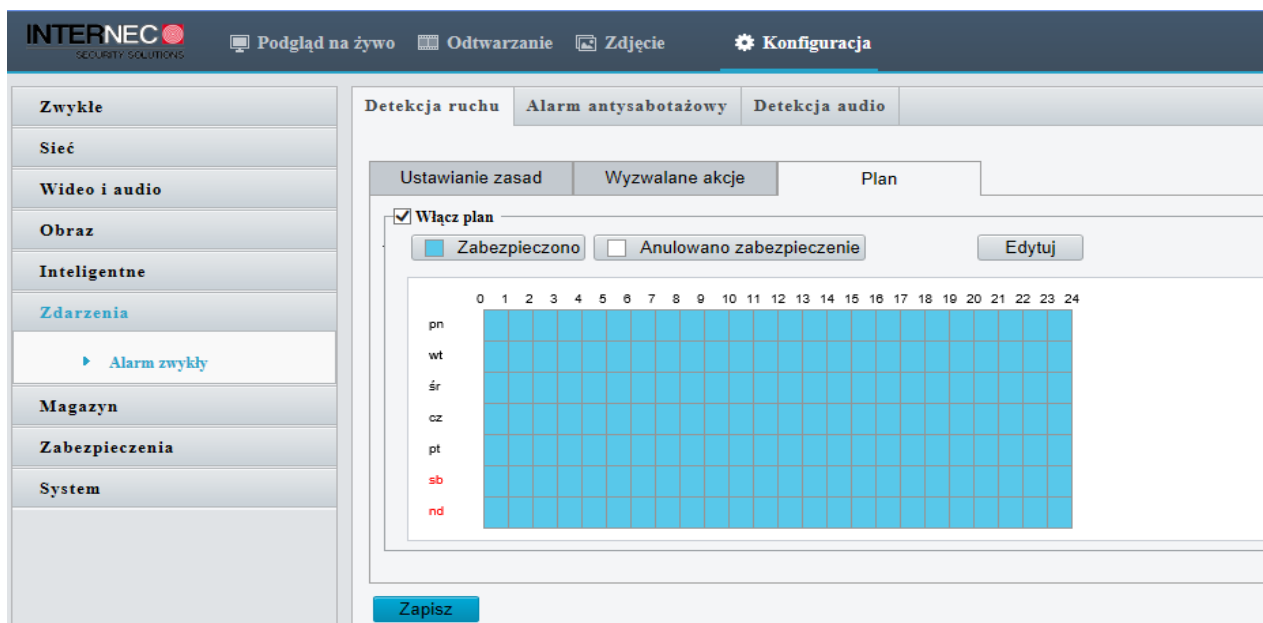 INTERNEC
SECURITY SOLUTIONS
Podgląd na żywo Odtwarzanie Zdjęcie Konfiguracja
Zwykłe
Sieć
Wideo i audio
Obraz
Inteligentne
Zdarzenia
Alarm zwykły
Magazyn
Zabezpieczenia
System
Detekcja ruchu Alarm antysabotażowy Detekcja audio
Ustawianie zasad Wyzwalane akcje Plan
Włącz plan
Zabezpieczono Anulowano zabezpieczenie Edytuj
0 1 2 3 4 5 6 7 8 9 10 11 12 13 14 15 16 17 18 19 20 21 22 23 24
pn
wt
śr
cz
pt
sb
nd
Zapisz